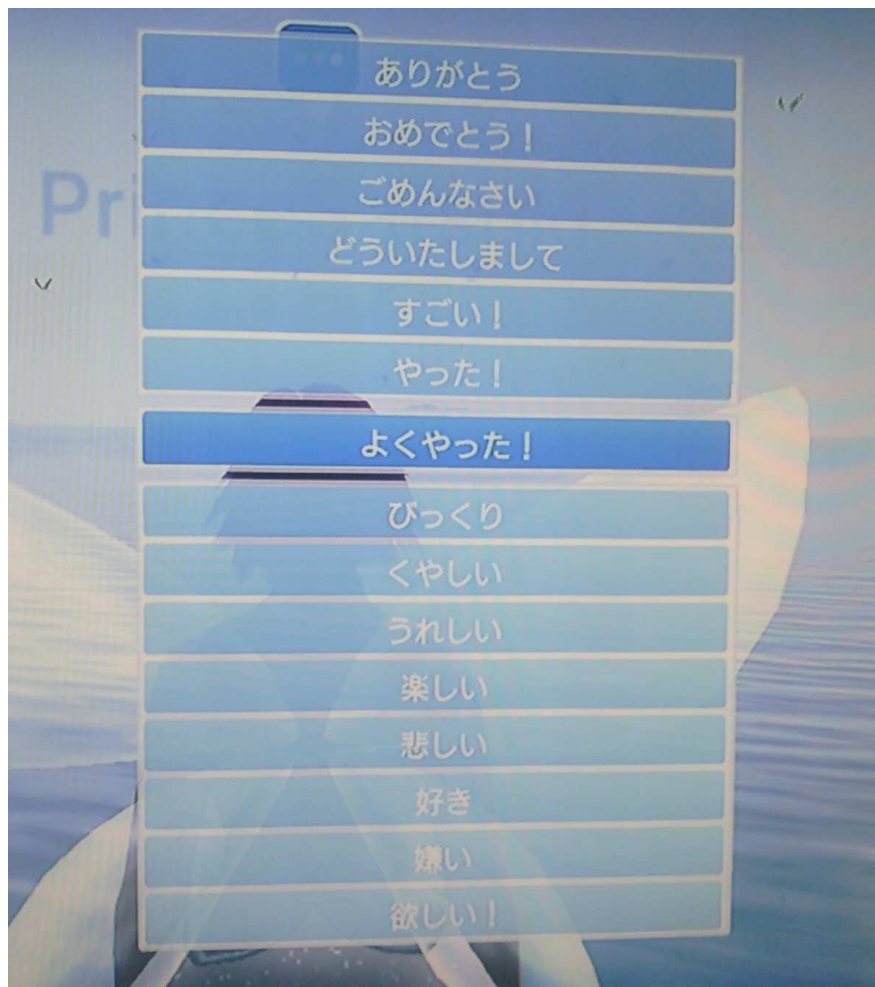 Pri
ありがとう
おめでとう！
ごめんなさい
どういたしまして
すごい！
やった！
よくやった！
びっくり
くやしい
うれしい
楽しい
悲しい
好き
嫌い
欲しい！